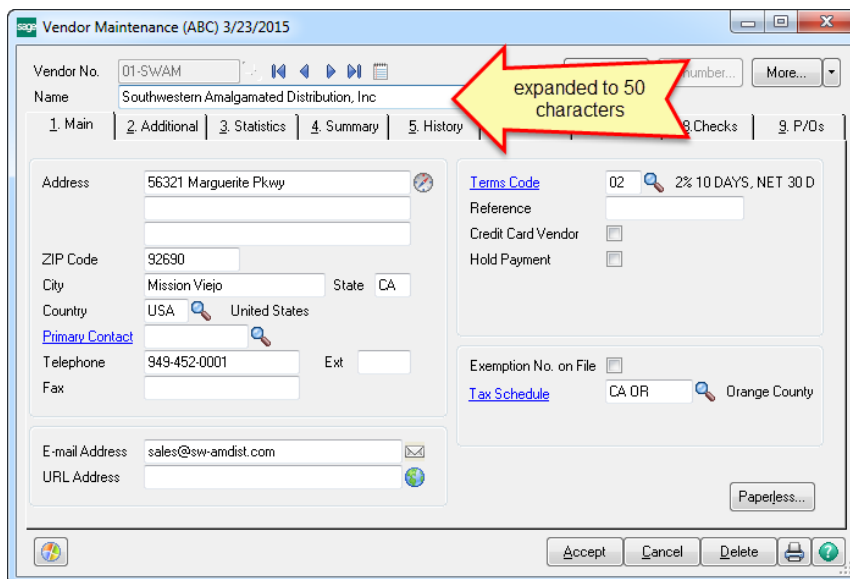 sage Vendor Maintenance (ABC) 3/23/2015
Vendor No. 01-SWAM umber... More...
Name Southwestern Amalgamated Distribution, Inc
expanded to 50
characters
1. Main 2. Additional 3. Statistics 4. Summary 5. History 8.Checks 9. P/Os
Address 56321 Marguerite Pkwy
ZIP Code 92690
City Mission Viejo State CA
Country USA United States
Primary Contact
Telephone 949-452-0001 Ext
Fax
E-mail Address sales@sw-amdist.com
URL Address
Terms Code 02 2% 10 DAYS, NET 30 D
Reference
Credit Card Vendor
Hold Payment
Exemption No. on File
Tax Schedule CA OR Orange County
Paperless...
Accept Cancel Delete